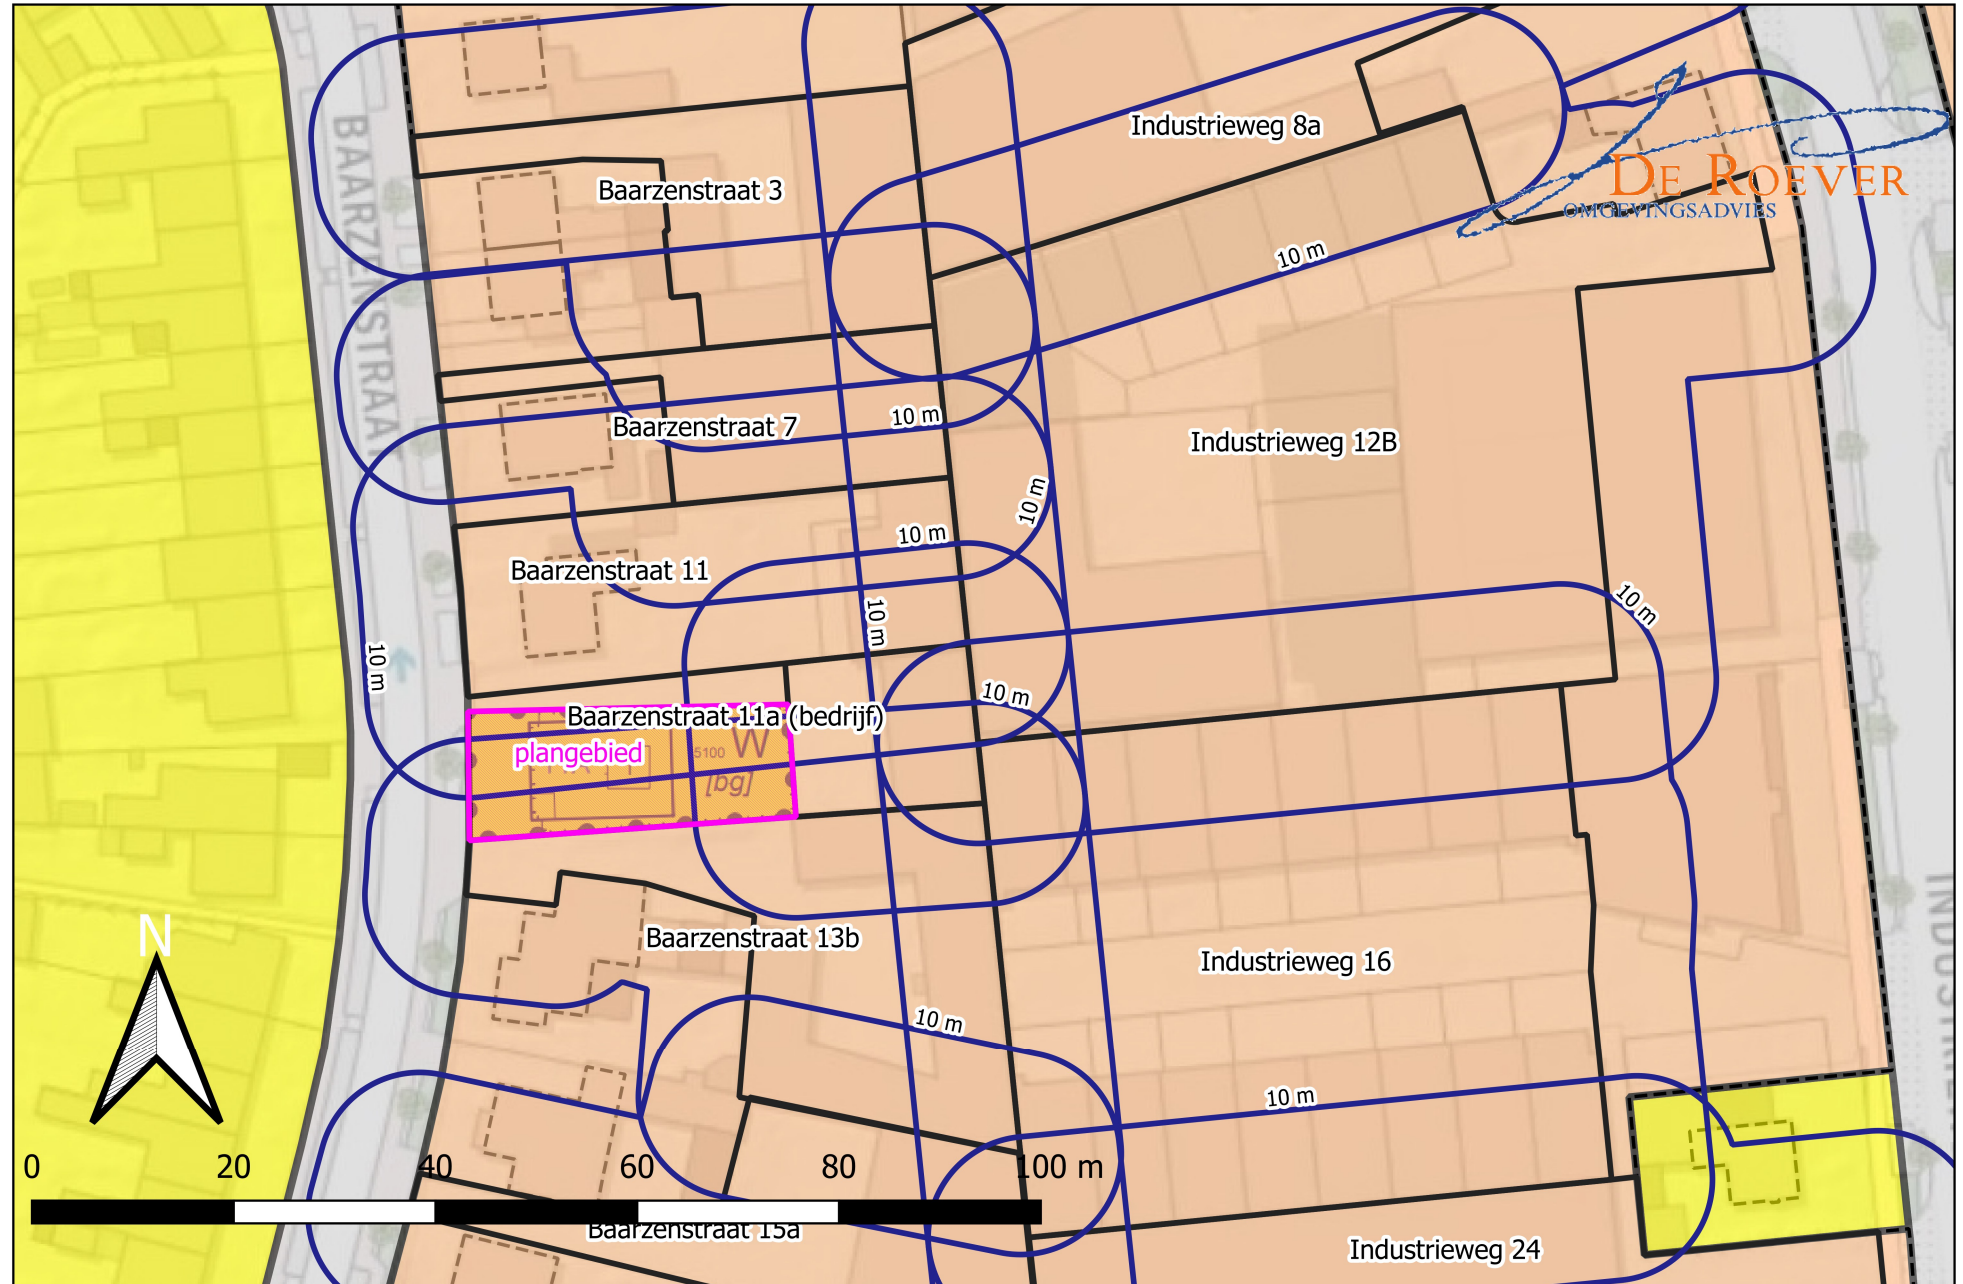 BAARZENSTRAAT
Industrieweg 8a
Baarzenstraat 3
DE ROEVER
OMGEVINGSADVIES
10 m
10 m
Baarzenstraat 7
Industrieweg 12B
10 m
10 m
Baarzenstraat 11
10 m
10 m
10 m
10 m
Baarzenstraat 11a (bedrijf)
plangebied
5100 W
[bg]
N
Baarzenstraat 13b
Industrieweg 16
10 m
10 m
0 20 40 60 80 100 m
Baarzenstraat 15a
Industrieweg 24